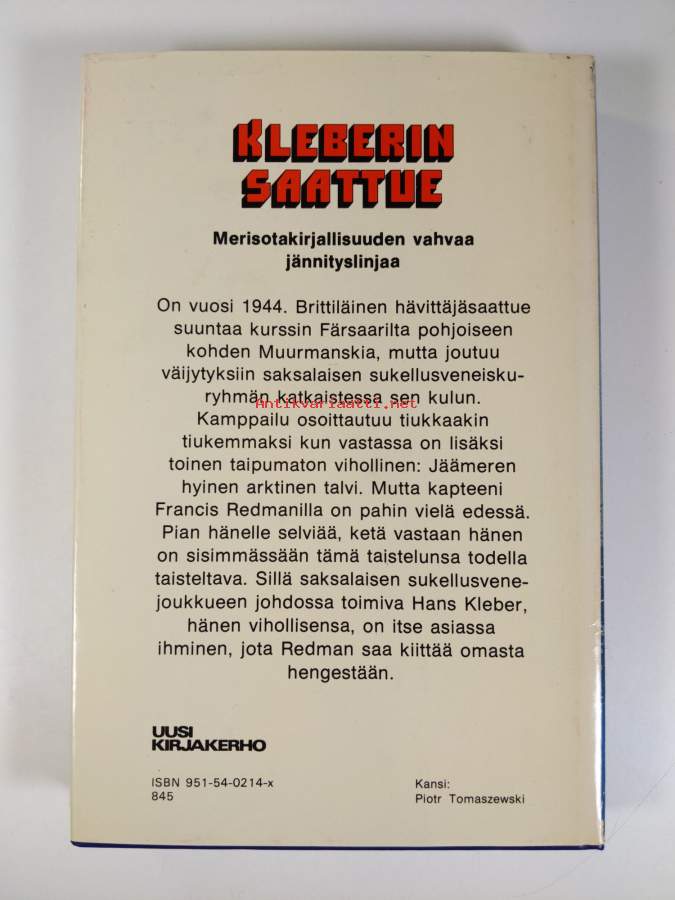 KLEBERIN
SAATTUE
Merisotakirjallisuuden vahvaa
jännityslinjaa
On vuosi 1944. Brittiläinen hävittäjäsaattue
suuntaa kurssin Färsaarilta pohjoiseen
kohden Muurmanskia, mutta joutuu
väijytyksiin saksalaisen sukellusveneisku-
ryhmän katkaistessa sen kulun.
Antikvariaatti.net
Kamppailu osoittautuu tiukkaakin
tiukemmaksi kun vastassa on lisäksi
toinen taipumaton vihollinen: Jäämeren
hyinen arktinen talvi. Mutta kapteeni
Francis Redmanilla on pahin vielä edessä.
Pian hänelle selviää, ketä vastaan hänen
on sisimmässään tämä taistelunsa todella
taisteltava. Sillä saksalaisen sukellusvene-
joukkueen johdossa toimiva Hans Kleber,
hänen vihollisensa, on itse asiassa
ihminen, jota Redman saa kiittää omasta
hengestään.
UUSI
KIRJAKERHO
ISBN 951-54-0214-x
845
Kansi:
Piotr Tomaszewski